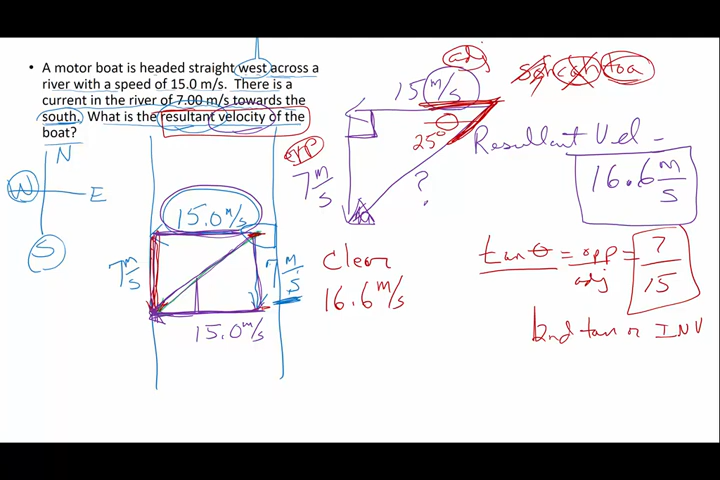 • A motor boat is headed straight west across a
river with a speed of 15.0 m/s. There is a
current in the river of 7.00 m/s towards the
south. What is the resultant velocity of the
boat?
N
W
E
S
15.0 m/s
7 m/s
7 m/s
15.0 m/s
opp
adj
15 m/s
soh cah toa
θ
25°
7 m/s
?
Resultant Vel –
16.6 m/s
clear
16.6 m/s
tan θ = opp/adj = 7/15
2nd tan or INV